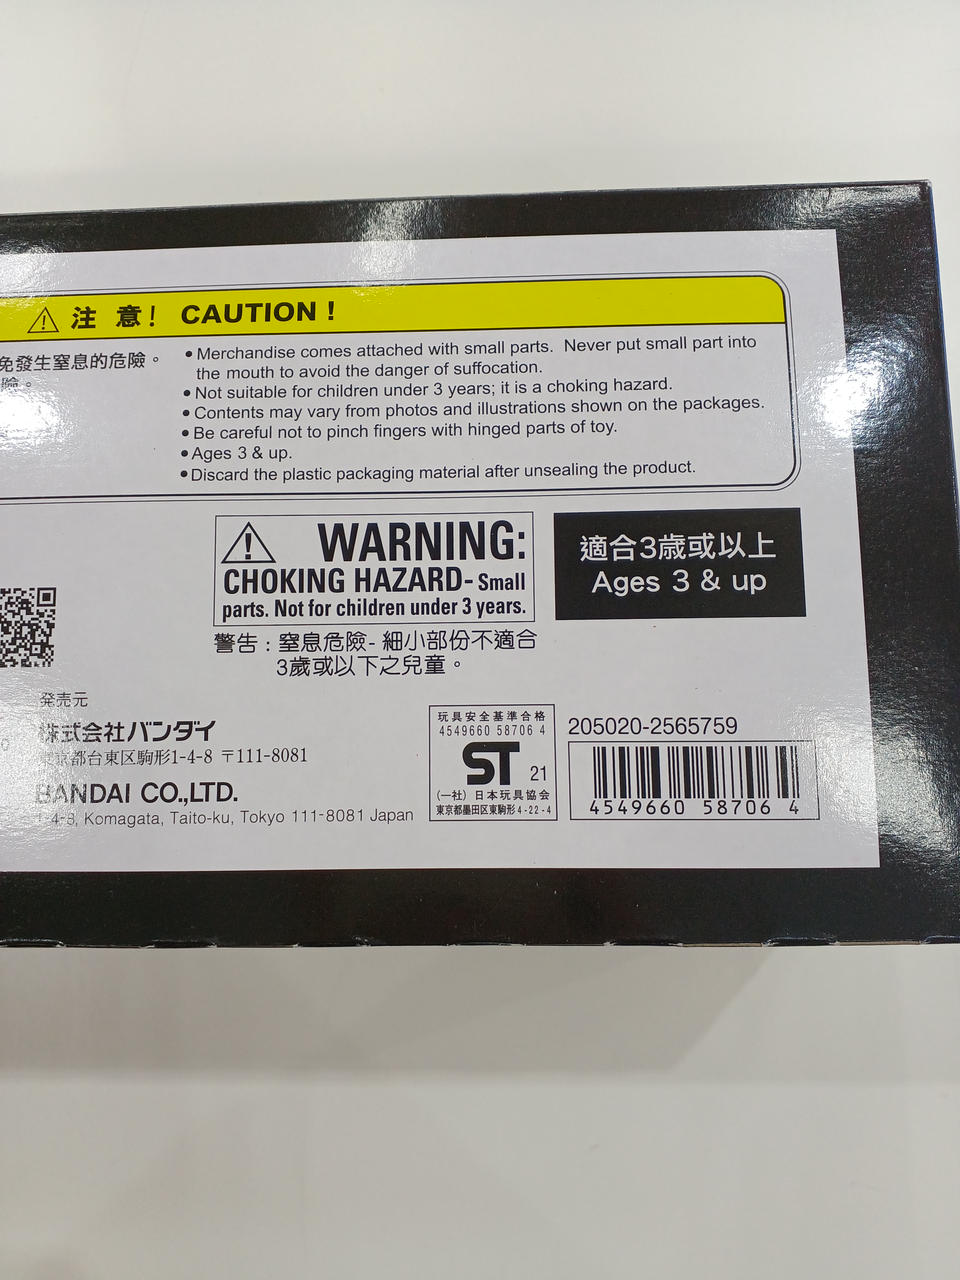 注 意! CAUTION !
免發生窒息的危險。
險。
•Merchandise comes attached with small parts. Never put small part into
the mouth to avoid the danger of suffocation.
•Not suitable for children under 3 years; it is a choking hazard.
•Contents may vary from photos and illustrations shown on the packages.
•Be careful not to pinch fingers with hinged parts of toy.
•Ages 3 & up.
•Discard the plastic packaging material after unsealing the product.
WARNING:
CHOKING HAZARD- Small
parts. Not for children under 3 years.
適合3歳或以上
Ages 3 & up
警告 : 窒息危險- 細小部份不適合
3歲或以下之兒童。
発売元
株式会社バンダイ
東京都台東区駒形1-4-8 〒111-8081
BANDAI CO.,LTD.
1-4-8, Komagata, Taito-ku, Tokyo 111-8081 Japan
玩具安全基準合格
4549660 58706 4
ST 21
(一社) 日本玩具協会
東京都墨田区東駒形4-22-4
205020-2565759
4549660 58706 4